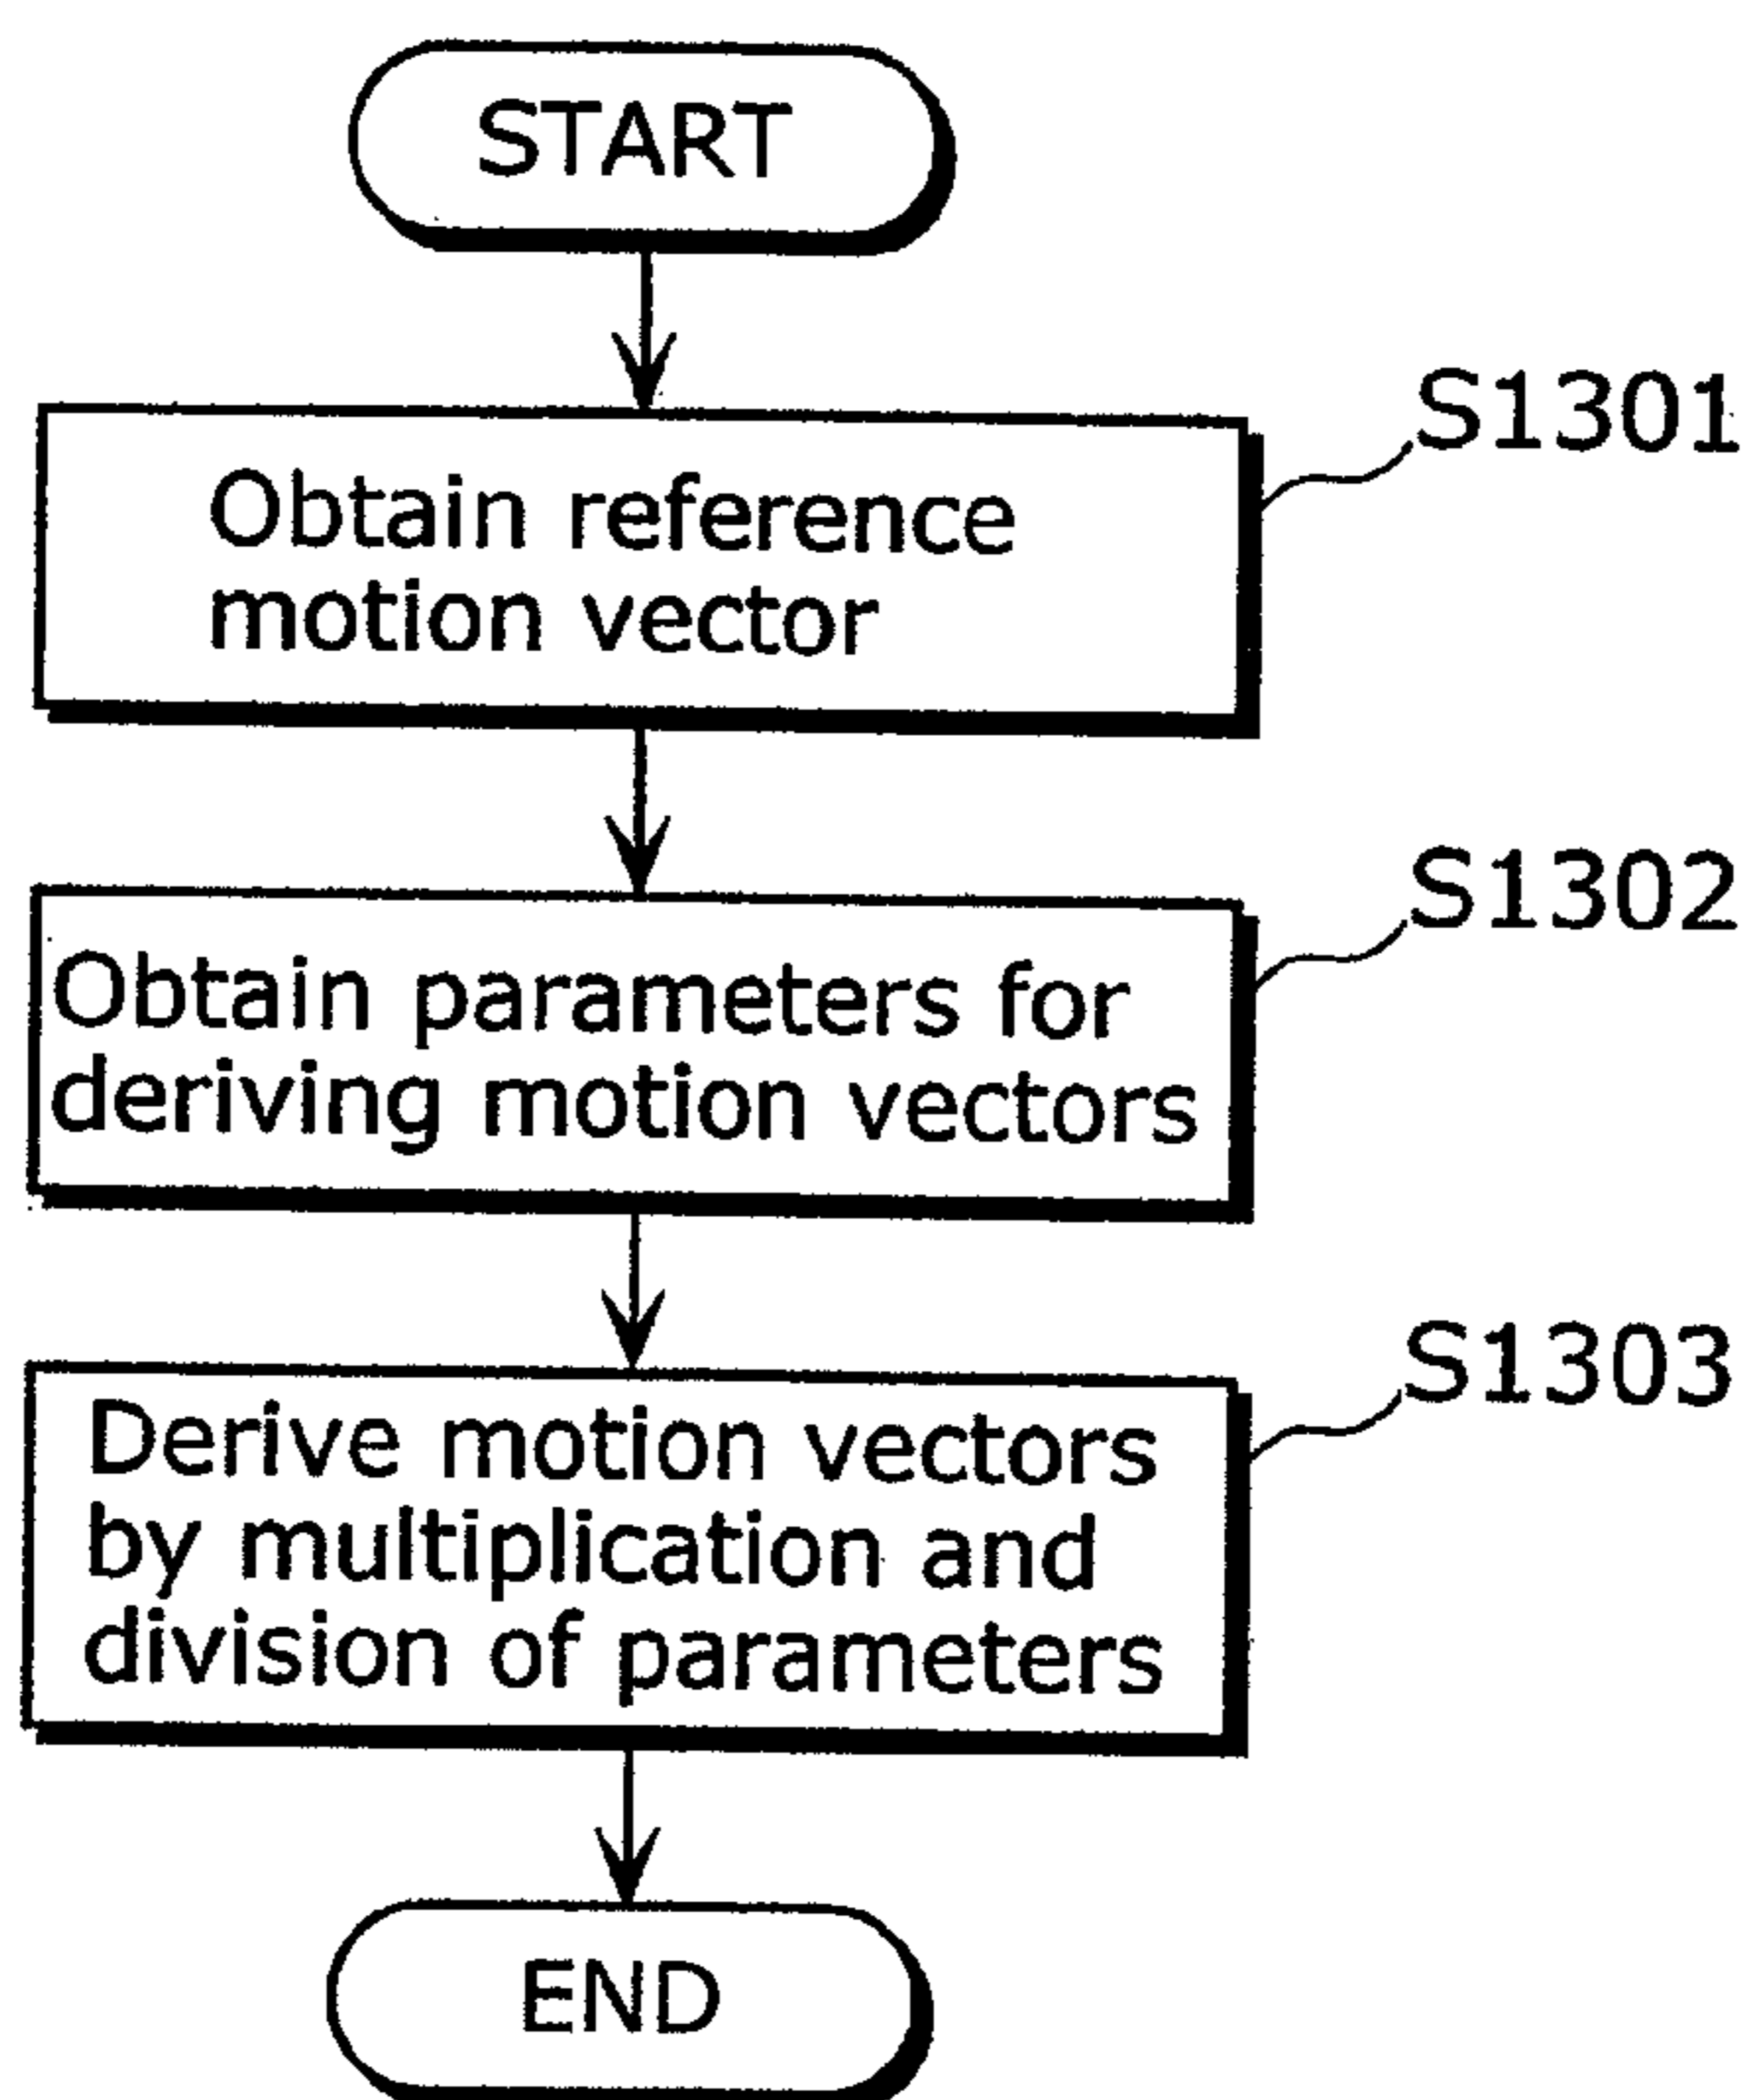 START
S1301
Obtain reference
motion vector
S1302
Obtain parameters for
deriving motion vectors
S1303
Derive motion vectors
by multiplication and
division of parameters
END